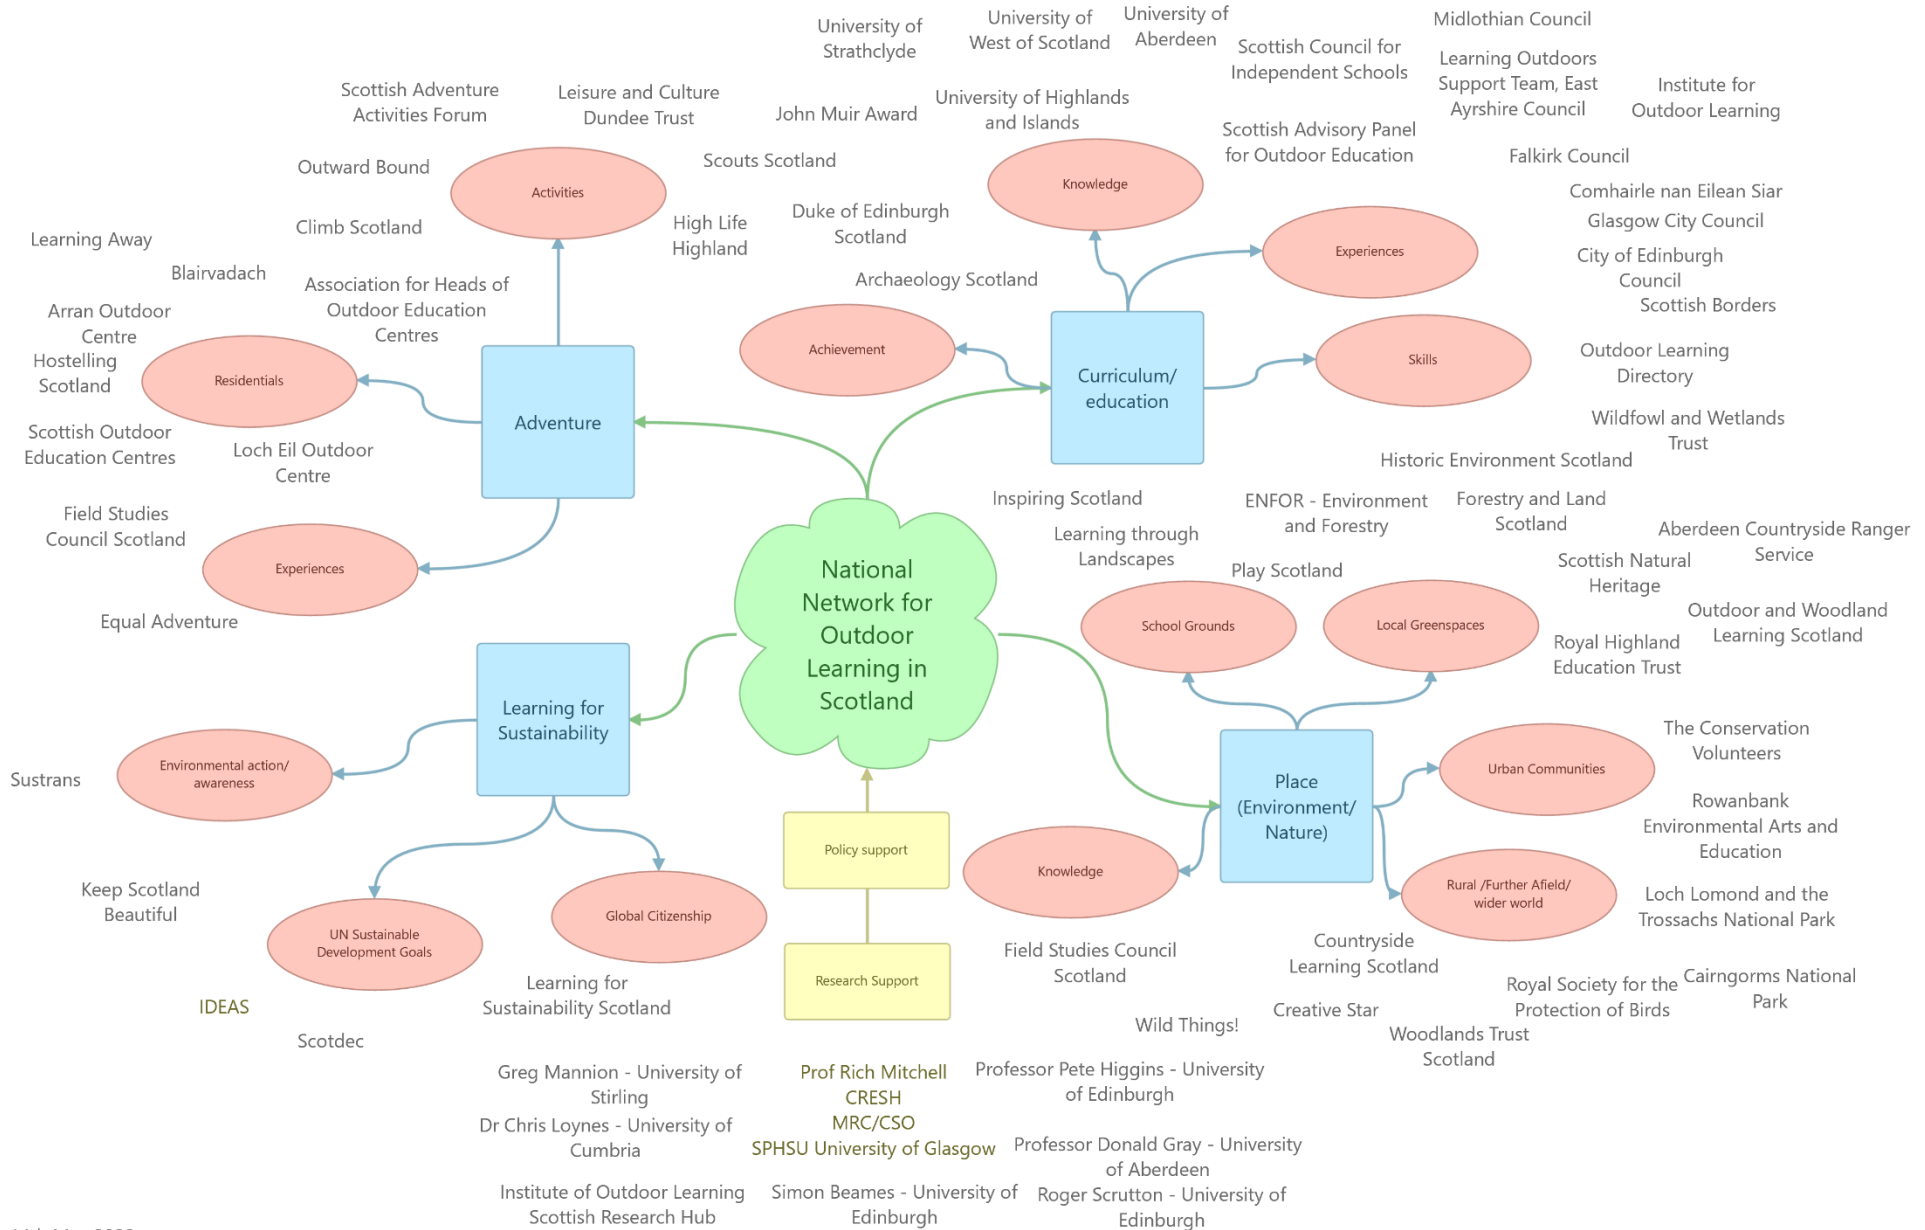 University of
Strathclyde
University of
West of Scotland
University of
Aberdeen
Midlothian Council
Scottish Council for
Independent Schools
Learning Outdoors
Support Team, East
Ayrshire Council
Institute for
Outdoor Learning
Scottish Adventure
Activities Forum
Leisure and Culture
Dundee Trust
John Muir Award
University of Highlands
and Islands
Scottish Advisory Panel
for Outdoor Education
Falkirk Council
Outward Bound
Activities
Scouts Scotland
Knowledge
Comhairle nan Eilean Siar
Glasgow City Council
Learning Away
Climb Scotland
High Life
Highland
Duke of Edinburgh
Scotland
Experiences
City of Edinburgh
Council
Blairvadach
Association for Heads of
Outdoor Education
Centres
Archaeology Scotland
Scottish Borders
Arran Outdoor
Centre
Hostelling
Scotland
Residentials
Achievement
Curriculum/
education
Skills
Outdoor Learning
Directory
Adventure
Wildfowl and Wetlands
Trust
Scottish Outdoor
Education Centres
Loch Eil Outdoor
Centre
Historic Environment Scotland
Field Studies
Council Scotland
Inspiring Scotland
ENFOR - Environment
and Forestry
Forestry and Land
Scotland
Aberdeen Countryside Ranger
Service
Experiences
Learning through
Landscapes
Play Scotland
Scottish Natural
Heritage
Equal Adventure
National
Network for
Outdoor
Learning in
Scotland
School Grounds
Local Greenspaces
Outdoor and Woodland
Learning Scotland
Royal Highland
Education Trust
Learning for
Sustainability
The Conservation
Volunteers
Sustrans
Environmental action/
awareness
Urban Communities
Place
(Environment/
Nature)
Rowanbank
Environmental Arts and
Education
Policy support
Knowledge
Rural /Further Afield/
wider world
Loch Lomond and the
Trossachs National Park
Keep Scotland
Beautiful
UN Sustainable
Development Goals
Global Citizenship
Research Support
Field Studies Council
Scotland
Countryside
Learning Scotland
Royal Society for the
Protection of Birds
Cairngorms National
Park
IDEAS
Learning for
Sustainability Scotland
Creative Star
Wild Things!
Woodlands Trust
Scotland
Scotdec
Greg Mannion - University of
Stirling
Prof Rich Mitchell
CRESH
MRC/CSO
SPHSU University of Glasgow
Professor Pete Higgins - University
of Edinburgh
Dr Chris Loynes - University of
Cumbria
Professor Donald Gray - University
of Aberdeen
Institute of Outdoor Learning
Scottish Research Hub
Simon Beames - University of
Edinburgh
Roger Scrutton - University of
Edinburgh